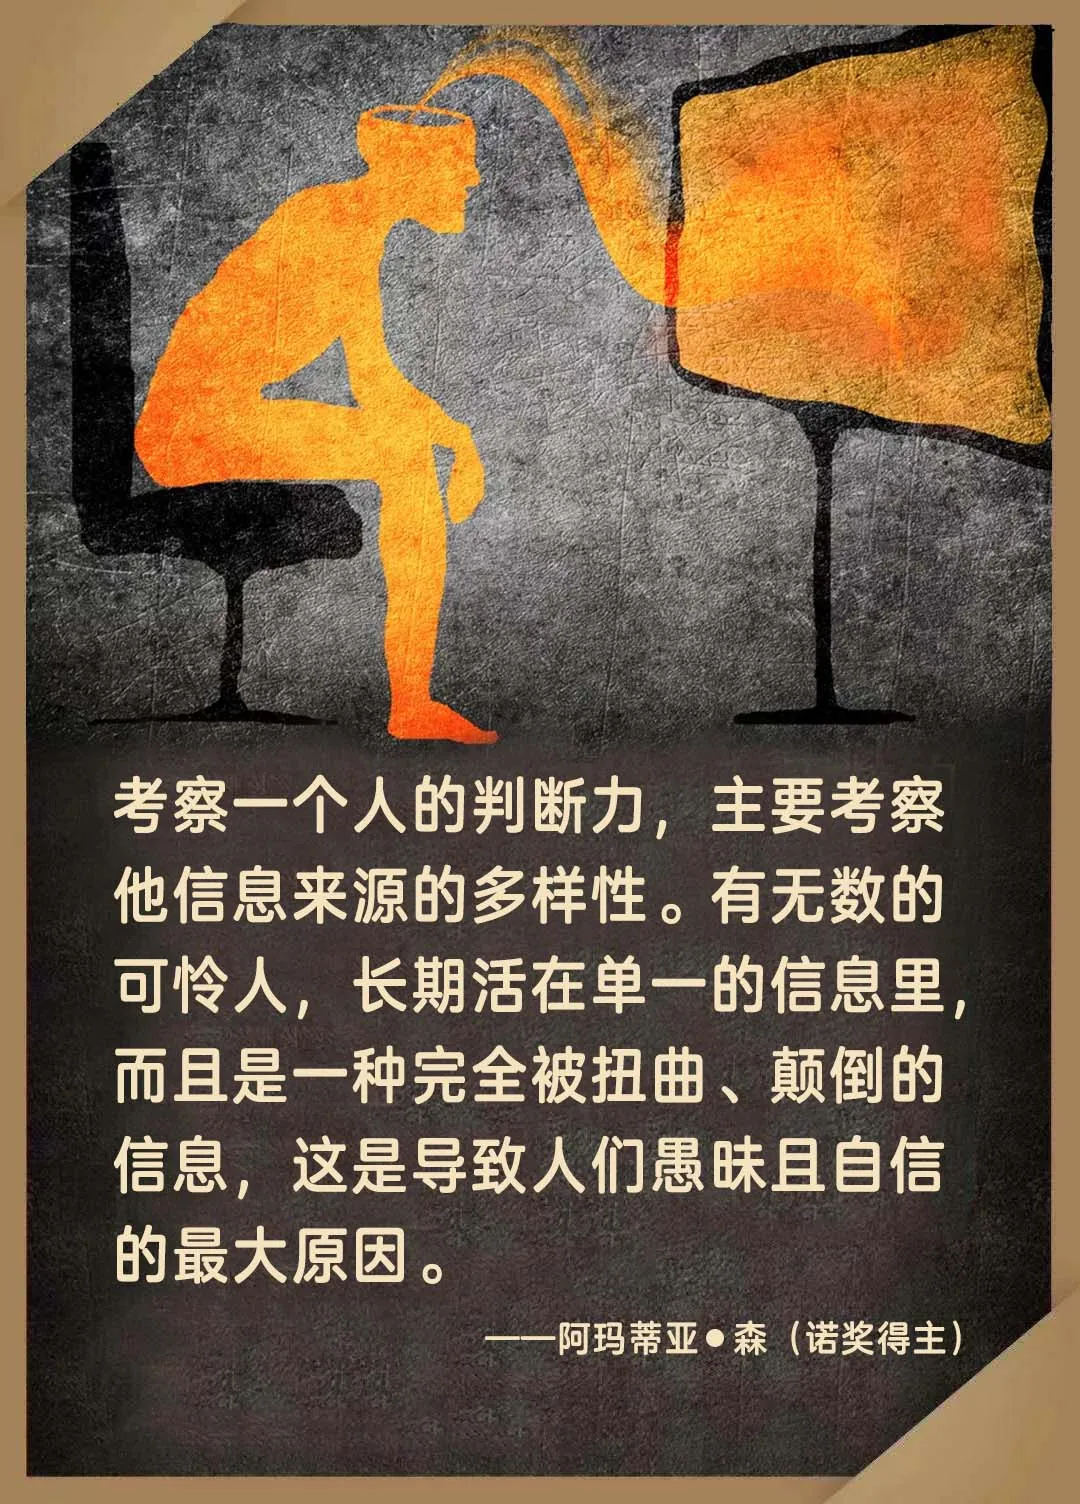 考察一个人的判断力，主要考察
他信息来源的多样性。有无数的
可怜人，长期活在单一的信息里，
而且是一种完全被扭曲、颠倒的
信息，这是导致人们愚昧且自信
的最大原因。
——阿玛蒂亚●森（诺奖得主）